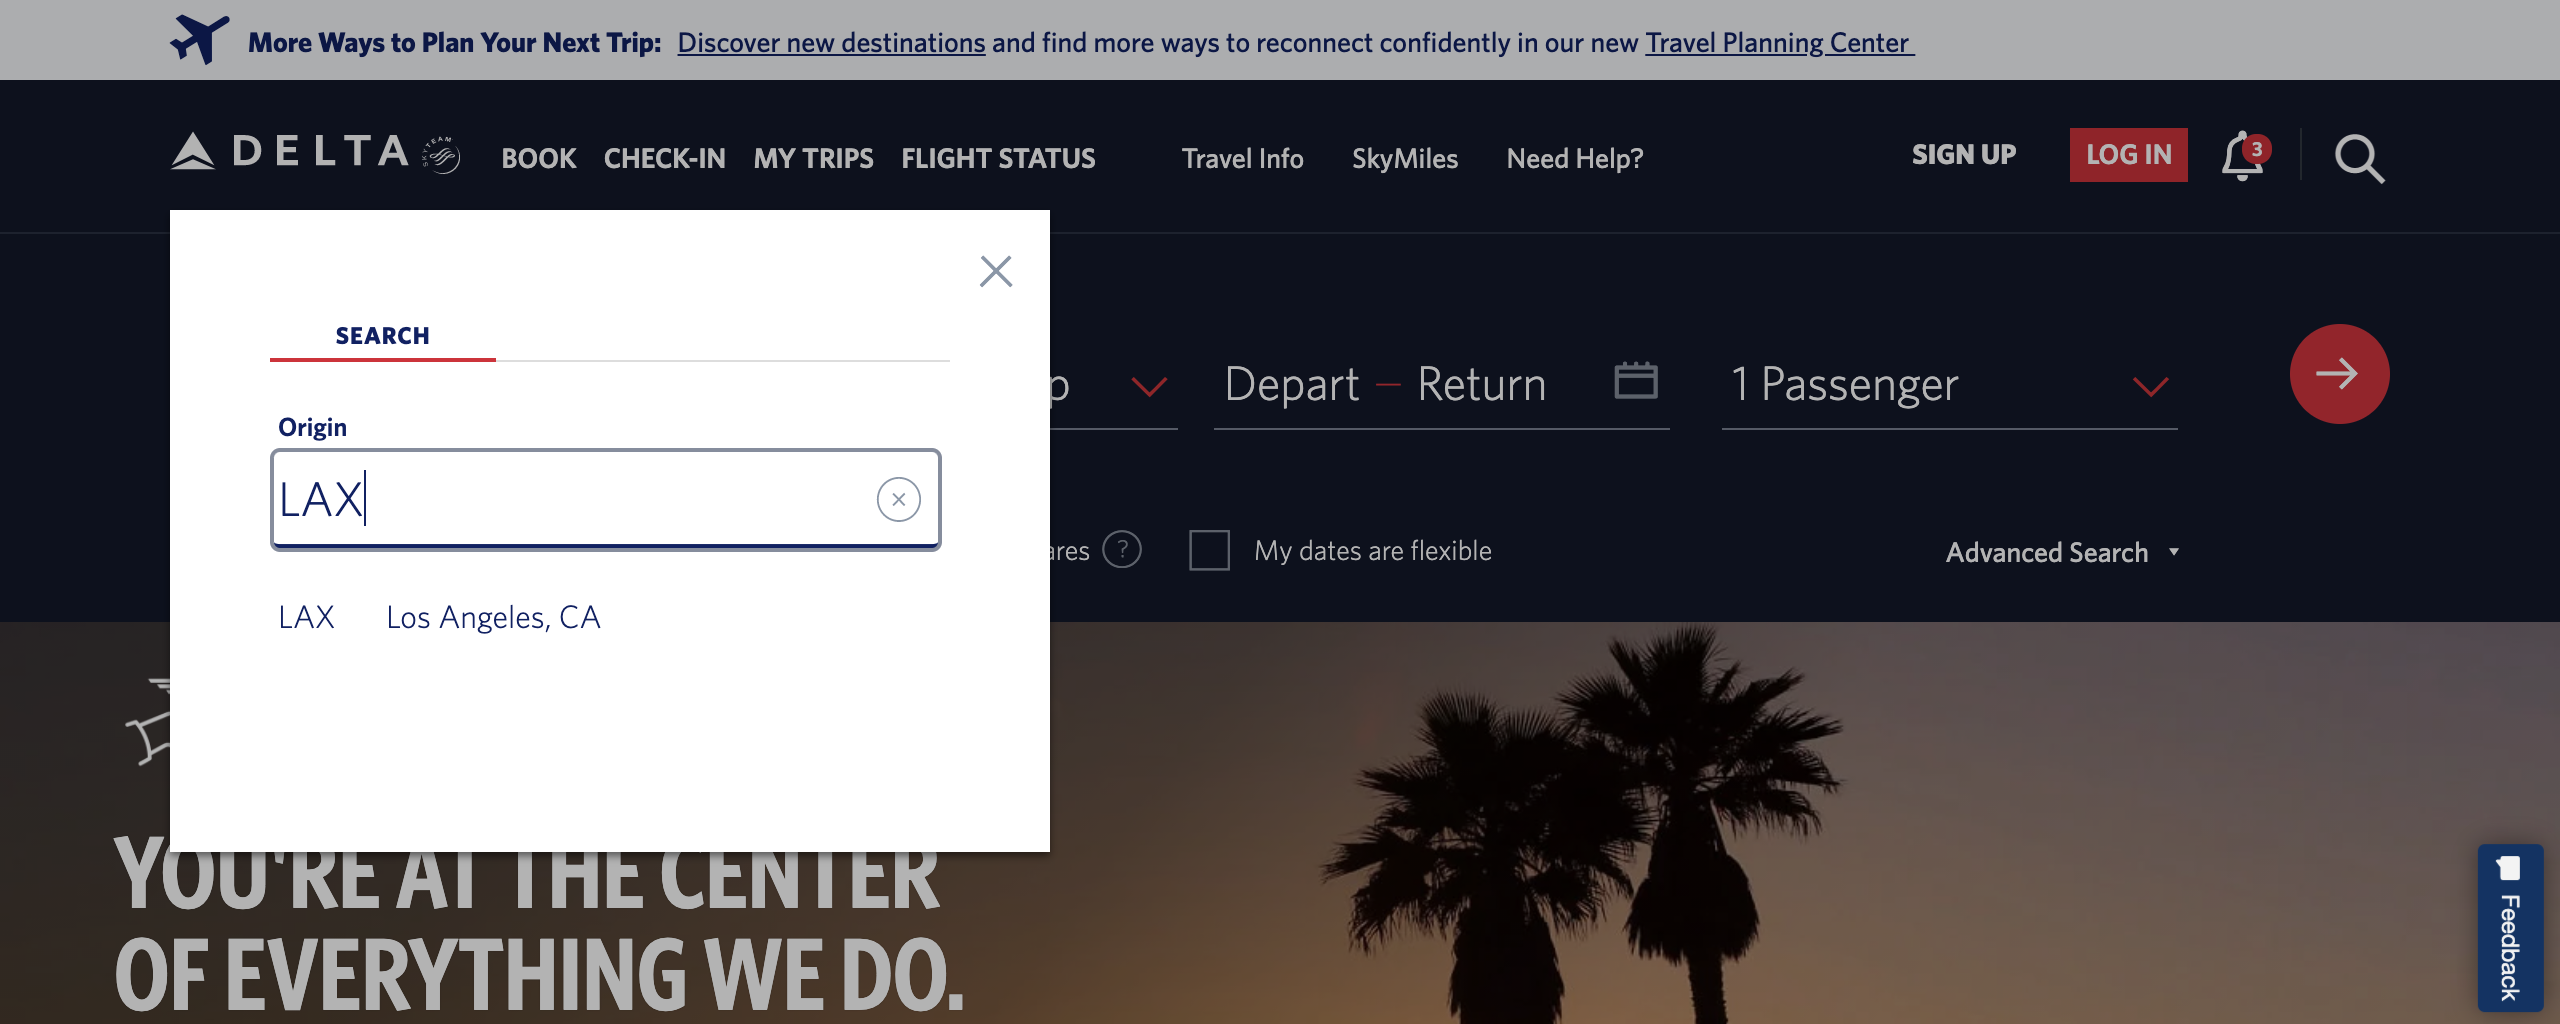 More Ways to Plan Your Next Trip: Discover new destinations and find more ways to reconnect confidently in our new Travel Planning Center
DELTA SKYTEAM BOOK CHECK-IN MY TRIPS FLIGHT STATUS Travel Info SkyMiles Need Help? SIGN UP LOG IN 3
SEARCH
Origin
LAX
LAX Los Angeles, CA
Depart — Return 1 Passenger
? My dates are flexible Advanced Search
YOU'RE AT THE CENTER
OF EVERYTHING WE DO.
Feedback